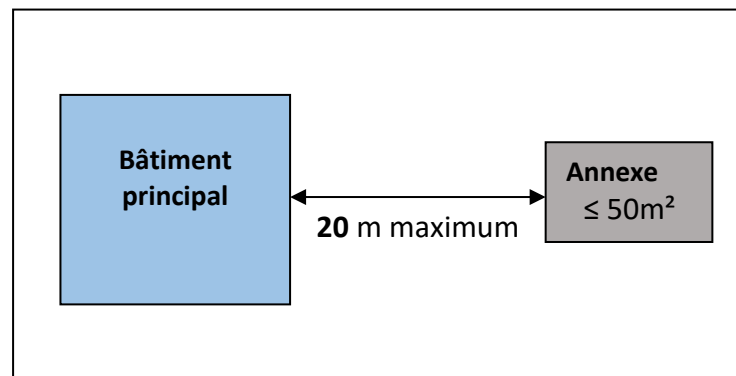 Bâtiment
principal
20 m maximum
Annexe
≤ 50m²